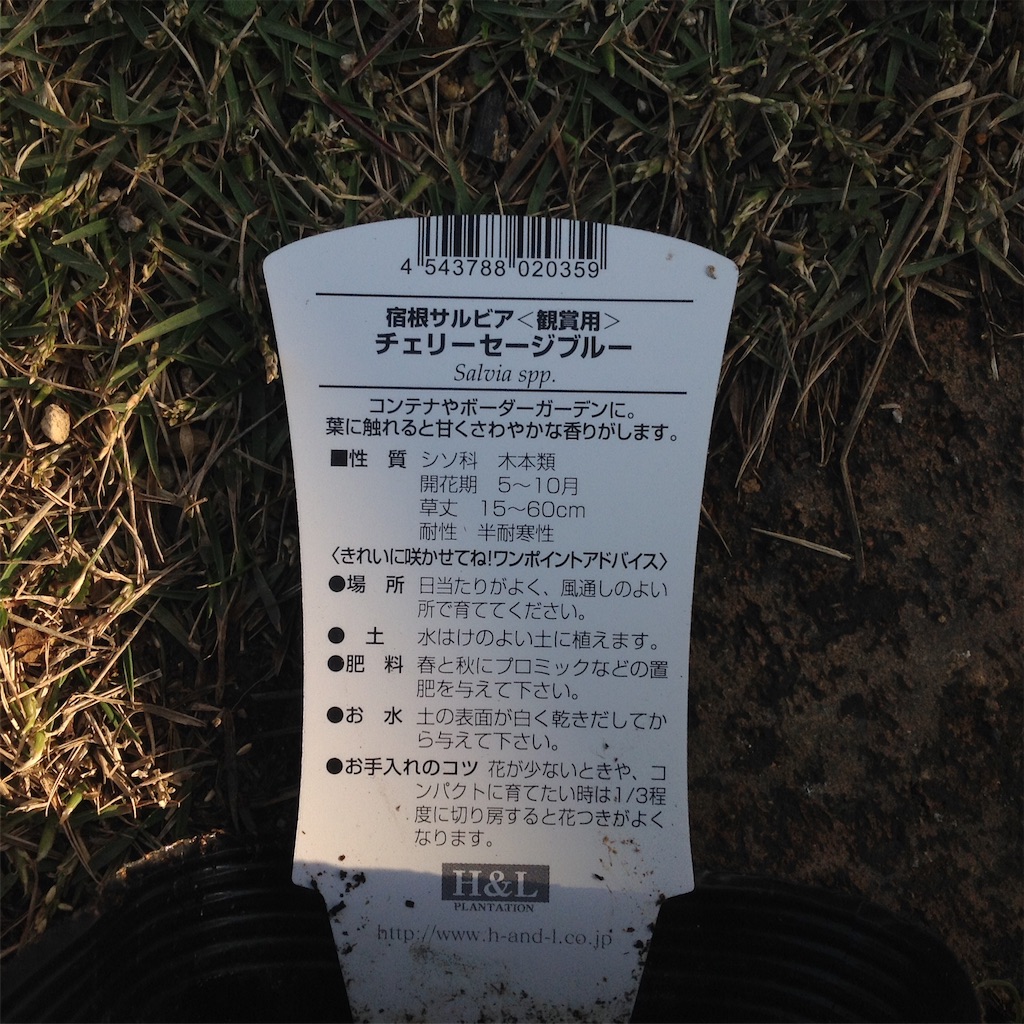 4 543788 020359
宿根サルビア＜観賞用＞
チェリーセージブルー
Salvia spp.
コンテナやボーダーガーデンに。
葉に触れると甘くさわやかな香りがします。
■性 質 シソ科 木本類
開花期 5〜10月
草丈 15〜60cm
耐性 半耐寒性
〈きれいに咲かせてね!ワンポイントアドバイス〉
●場 所 日当たりがよく、風通しのよい
所で育ててください。
● 土 水はけのよい土に植えます。
●肥 料 春と秋にプロミックなどの置
肥を与えて下さい。
●お 水 土の表面が白く乾きだしてか
ら与えて下さい。
●お手入れのコツ 花が少ないときや、コ
ンパクトに育てたい時は1/3程
度に切り戻すると花つきがよく
なります。
H&L
PLANTATION
http://www.h-and-l.co.jp